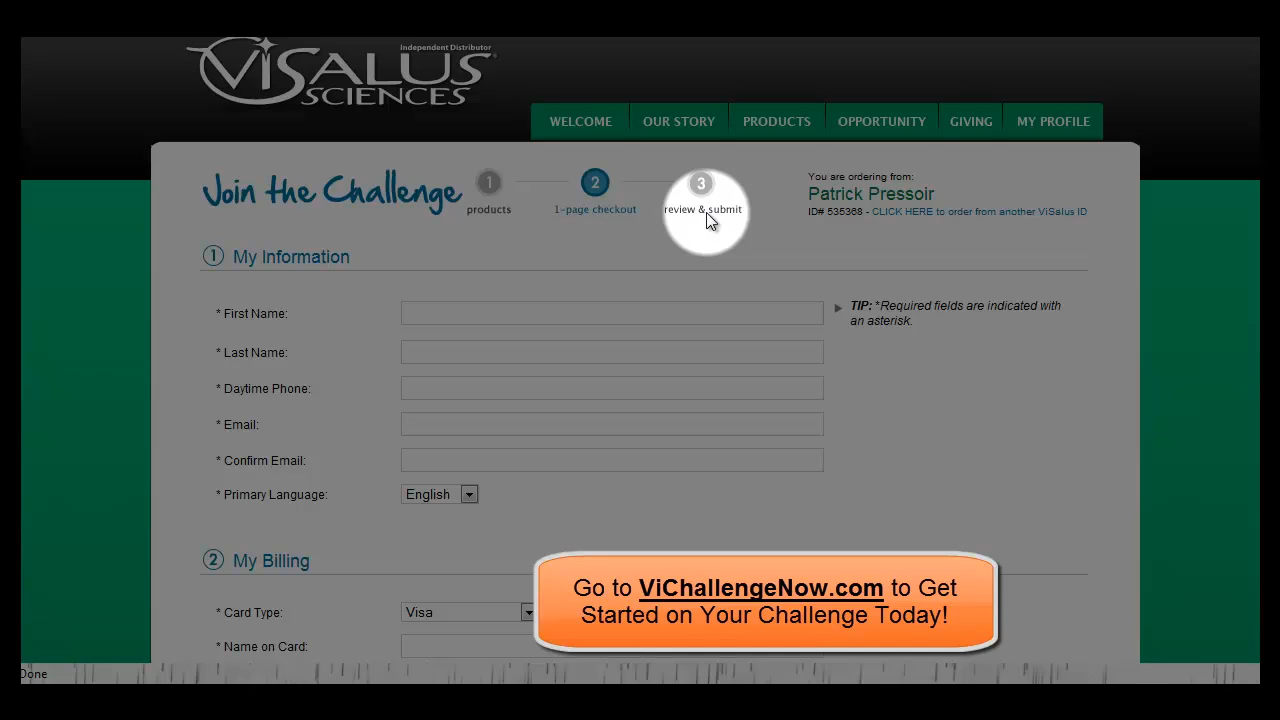 Independent Distributor
ViSALUS
SCIENCES
WELCOME OUR STORY PRODUCTS OPPORTUNITY GIVING MY PROFILE
Join the Challenge
1
products
2
1-page checkout
3
review & submit
You are ordering from:
Patrick Pressoir
ID# 535368 - CLICK HERE to order from another ViSalus ID
1 My Information
* First Name:
TIP: *Required fields are indicated with
an asterisk.
* Last Name:
* Daytime Phone:
* Email:
* Confirm Email:
* Primary Language: English
2 My Billing
* Card Type: Visa
* Name on Card:
Go to ViChallengeNow.com to Get
Started on Your Challenge Today!
Done